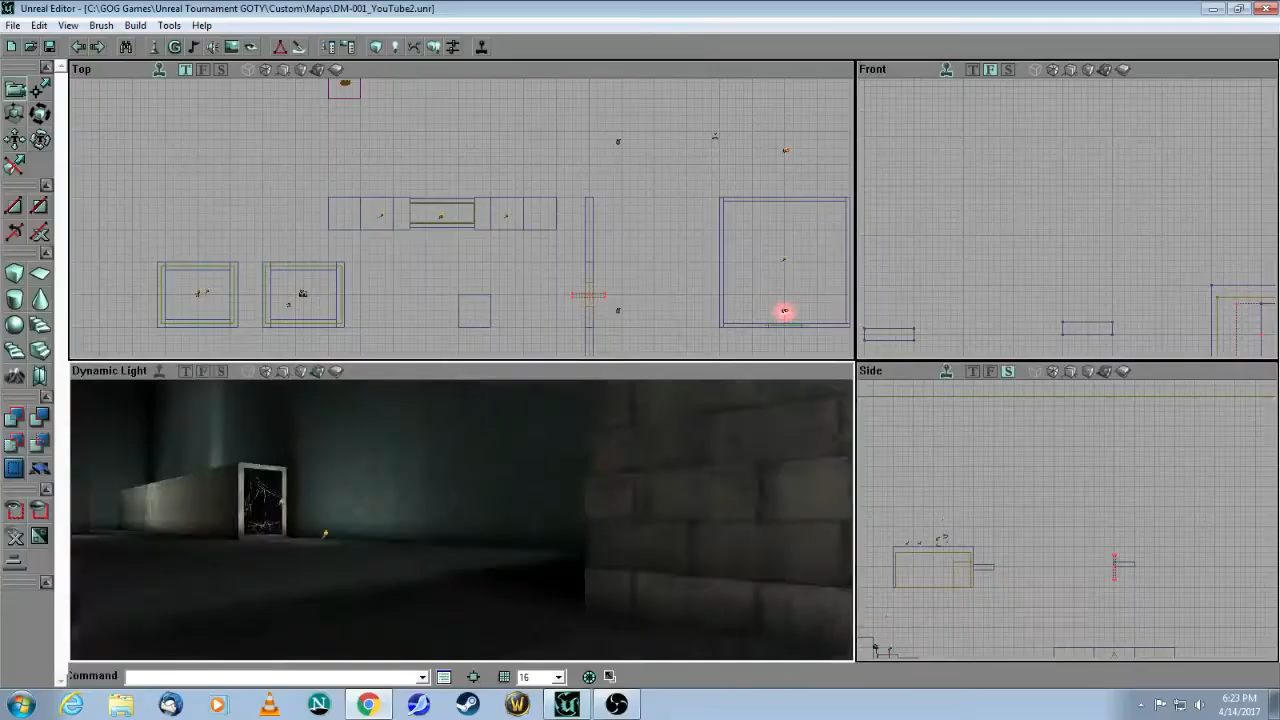 Unreal Editor - [C:\GOG Games\Unreal Tournament GOTY\Custom\Maps\DM-001_YouTube2.unr]
File Edit View Brush Build Tools Help
Top
T F S
Front
T F S
Dynamic Light
T F S
Side
T F S
Command
16
6:23 PM
4/14/2017